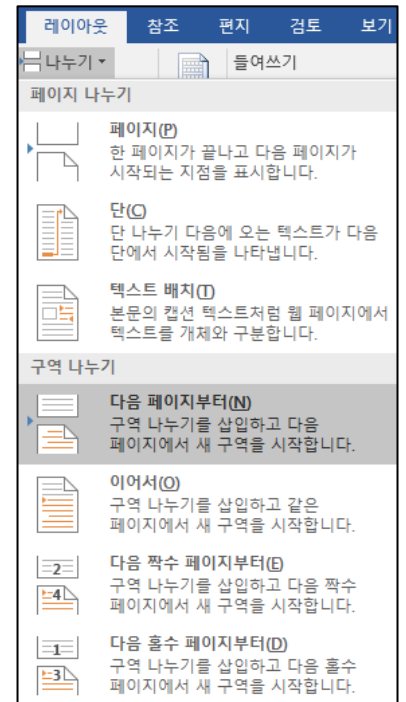 레이아웃 참조 편지 검토 보기
나누기 들여쓰기
페이지 나누기
페이지(P)
한 페이지가 끝나고 다음 페이지가
시작되는 지점을 표시합니다.
단(C)
단 나누기 다음에 오는 텍스트가 다음
단에서 시작됨을 나타냅니다.
텍스트 배치(T)
본문의 캡션 텍스트처럼 웹 페이지에서
텍스트를 개체와 구분합니다.
구역 나누기
다음 페이지부터(N)
구역 나누기를 삽입하고 다음
페이지에서 새 구역을 시작합니다.
이어서(O)
구역 나누기를 삽입하고 같은
페이지에서 새 구역을 시작합니다.
2
4
다음 짝수 페이지부터(E)
구역 나누기를 삽입하고 다음 짝수
페이지에서 새 구역을 시작합니다.
1
3
다음 홀수 페이지부터(D)
구역 나누기를 삽입하고 다음 홀수
페이지에서 새 구역을 시작합니다.